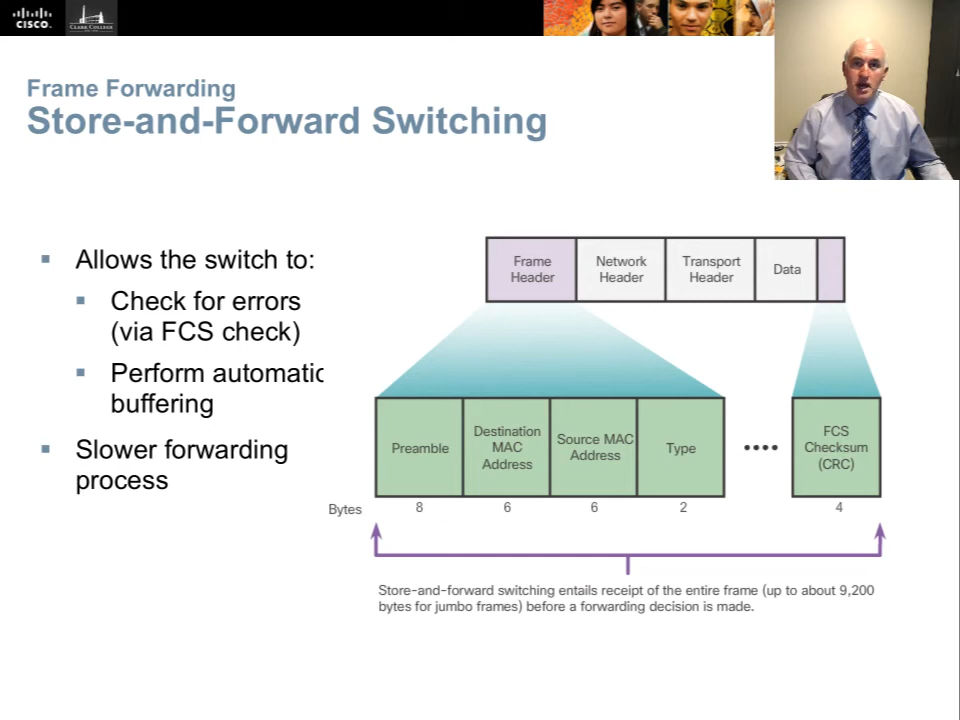 CISCO.
CLARK COLLEGE
Frame Forwarding
Store-and-Forward Switching
Allows the switch to:
Check for errors
(via FCS check)
Perform automatic
buffering
Slower forwarding
process
Frame
Header
Network
Header
Transport
Header
Data
Preamble
Destination
MAC
Address
Source MAC
Address
Type
FCS
Checksum
(CRC)
Bytes
8
6
6
2
4
Store-and-forward switching entails receipt of the entire frame (up to about 9,200
bytes for jumbo frames) before a forwarding decision is made.